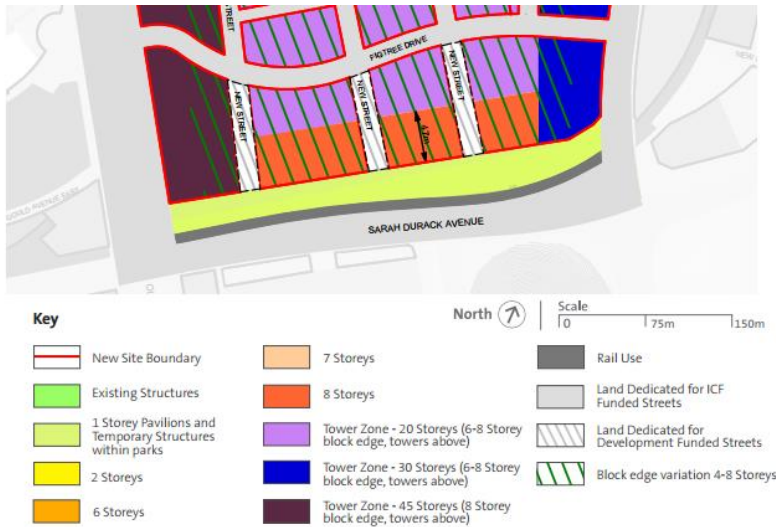 STREET
FIGTREE DRIVE
NEW STREET
NEW STREET
NEW STREET
47m
SARAH DURACK AVENUE
Key
North
Scale
0
75m
150m
New Site Boundary
Existing Structures
1 Storey Pavilions and
Temporary Structures
within parks
2 Storeys
6 Storeys
7 Storeys
8 Storeys
Tower Zone - 20 Storeys (6-8 Storey
block edge, towers above)
Tower Zone - 30 Storeys (6-8 Storey
block edge, towers above)
Tower Zone - 45 Storeys (8 Storey
block edge, towers above)
Rail Use
Land Dedicated for ICF
Funded Streets
Land Dedicated for
Development Funded Streets
Block edge variation 4-8 Storeys